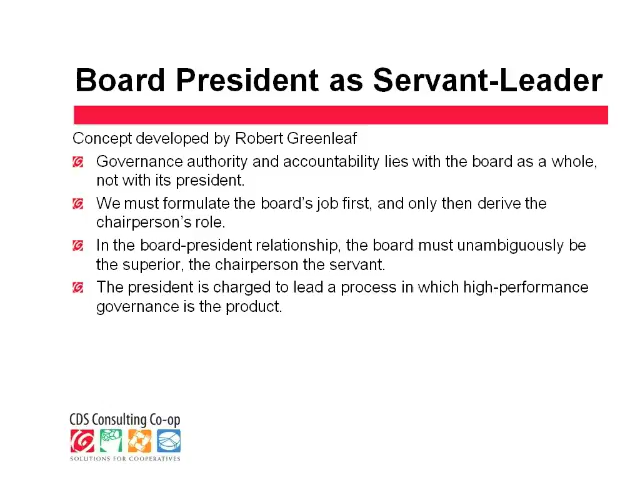 Board President as Servant-Leader
Concept developed by Robert Greenleaf
Governance authority and accountability lies with the board as a whole,
not with its president.
We must formulate the board's job first, and only then derive the
chairperson's role.
In the board-president relationship, the board must unambiguously be
the superior, the chairperson the servant.
The president is charged to lead a process in which high-performance
governance is the product.
CDS Consulting Co-op
SOLUTIONS FOR COOPERATIVES